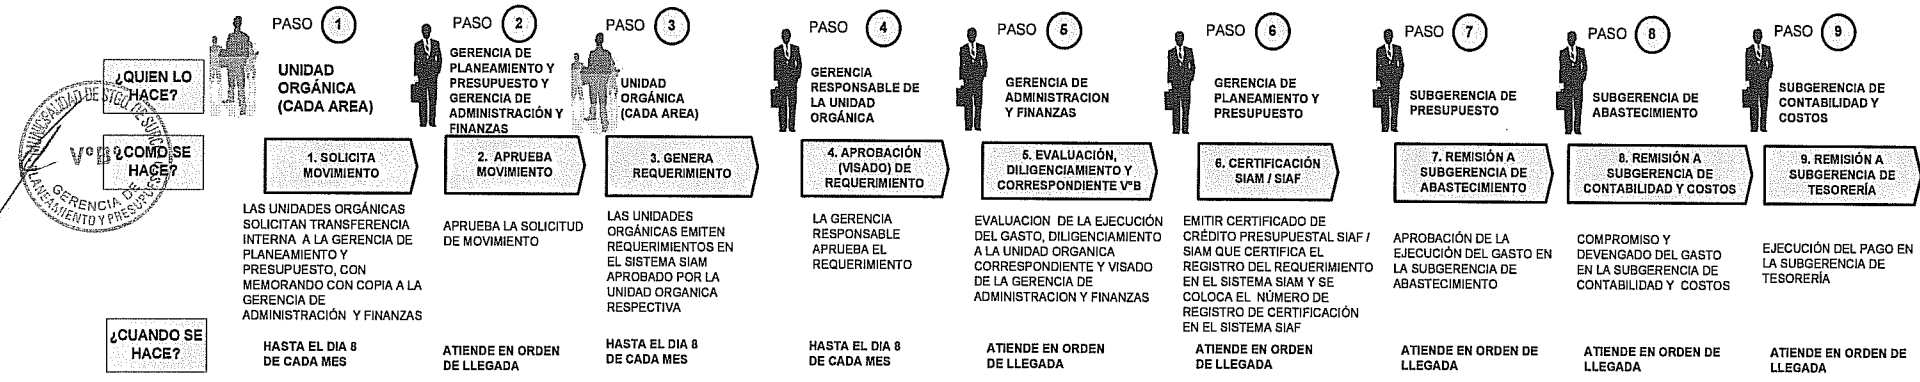 ¿QUIEN LO
HACE?
¿COMO SE
HACE?
¿CUANDO SE
HACE?
V°B°
GERENCIA DE
PASO 1
UNIDAD
ORGÁNICA
(CADA AREA)
1. SOLICITA
MOVIMIENTO
LAS UNIDADES ORGÁNICAS
SOLICITAN TRANSFERENCIA
INTERNA A LA GERENCIA DE
PLANEAMIENTO Y
PRESUPUESTO, CON
MEMORANDO CON COPIA A LA
GERENCIA DE
ADMINISTRACIÓN Y FINANZAS
HASTA EL DIA 8
DE CADA MES
PASO 2
GERENCIA DE
PLANEAMIENTO Y
PRESUPUESTO Y
GERENCIA DE
ADMINISTRACIÓN Y
FINANZAS
2. APRUEBA
MOVIMIENTO
APRUEBA LA SOLICITUD
DE MOVIMIENTO
ATIENDE EN ORDEN
DE LLEGADA
PASO 3
UNIDAD
ORGÁNICA
(CADA AREA)
3. GENERA
REQUERIMIENTO
LAS UNIDADES
ORGÁNICAS EMITEN
REQUERIMIENTOS EN
EL SISTEMA SIAM
APROBADO POR LA
UNIDAD ORGANICA
RESPECTIVA
HASTA EL DIA 8
DE CADA MES
PASO 4
GERENCIA
RESPONSABLE DE
LA UNIDAD
ORGÁNICA
4. APROBACIÓN
(VISADO) DE
REQUERIMIENTO
LA GERENCIA
RESPONSABLE
APRUEBA EL
REQUERIMIENTO
HASTA EL DIA 8
DE CADA MES
PASO 5
GERENCIA DE
ADMINISTRACION
Y FINANZAS
5. EVALUACIÓN,
DILIGENCIAMIENTO Y
CORRESPONDIENTE V°B
EVALUACION DE LA EJECUCIÓN
DEL GASTO, DILIGENCIAMIENTO
A LA UNIDAD ORGANICA
CORRESPONDIENTE Y VISADO
DE LA GERENCIA DE
ADMINISTRACION Y FINANZAS
ATIENDE EN ORDEN
DE LLEGADA
PASO 6
GERENCIA DE
PLANEAMIENTO Y
PRESUPUESTO
6. CERTIFICACIÓN
SIAM / SIAF
EMITIR CERTIFICADO DE
CRÉDITO PRESUPUESTAL SIAF /
SIAM QUE CERTIFICA EL
REGISTRO DEL REQUERIMIENTO
EN EL SISTEMA SIAM Y SE
COLOCA EL NÚMERO DE
REGISTRO DE CERTIFICACIÓN
EN EL SISTEMA SIAF
ATIENDE EN ORDEN
DE LLEGADA
PASO 7
SUBGERENCIA DE
PRESUPUESTO
7. REMISIÓN A
SUBGERENCIA DE
ABASTECIMIENTO
APROBACIÓN DE LA
EJECUCIÓN DEL GASTO EN
LA SUBGERENCIA DE
ABASTECIMIENTO
ATIENDE EN ORDEN DE
LLEGADA
PASO 8
SUBGERENCIA DE
ABASTECIMIENTO
8. REMISIÓN A
SUBGERENCIA DE
CONTABILIDAD Y COSTOS
COMPROMISO Y
DEVENGADO DEL GASTO
EN LA SUBGERENCIA DE
CONTABILIDAD Y COSTOS
ATIENDE EN ORDEN DE
LLEGADA
PASO 9
SUBGERENCIA DE
CONTABILIDAD Y
COSTOS
9. REMISIÓN A
SUBGERENCIA DE
TESORERÍA
EJECUCIÓN DEL PAGO EN
LA SUBGERENCIA DE
TESORERÍA
ATIENDE EN ORDEN DE
LLEGADA